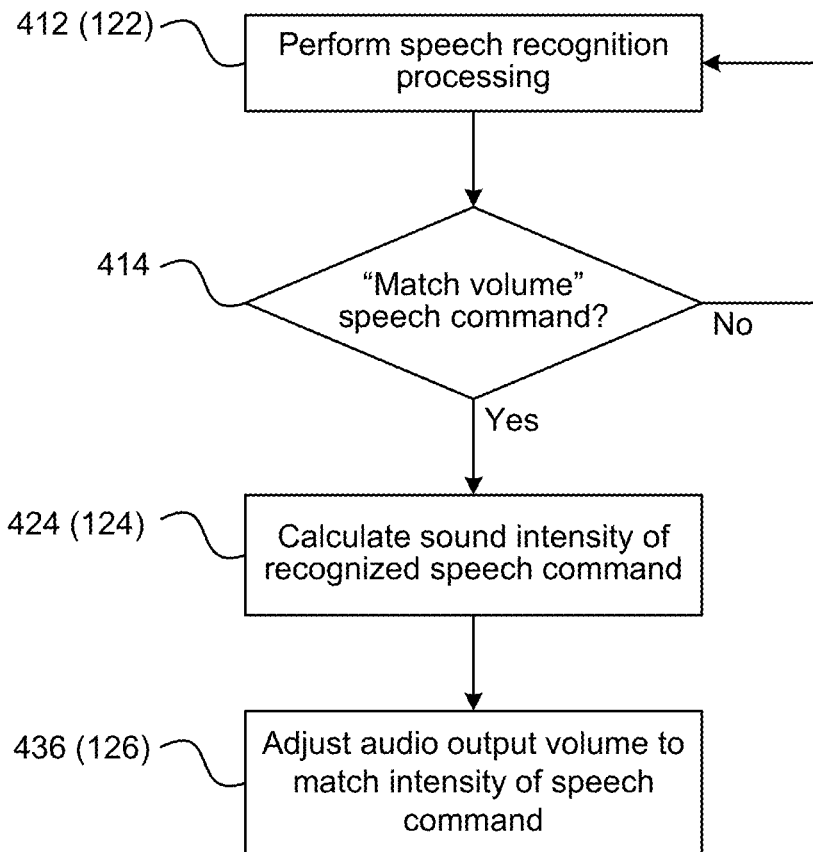 412 (122)
Perform speech recognition
processing
414
“Match volume”
speech command?
No
Yes
424 (124)
Calculate sound intensity of
recognized speech command
436 (126)
Adjust audio output volume to
match intensity of speech
command